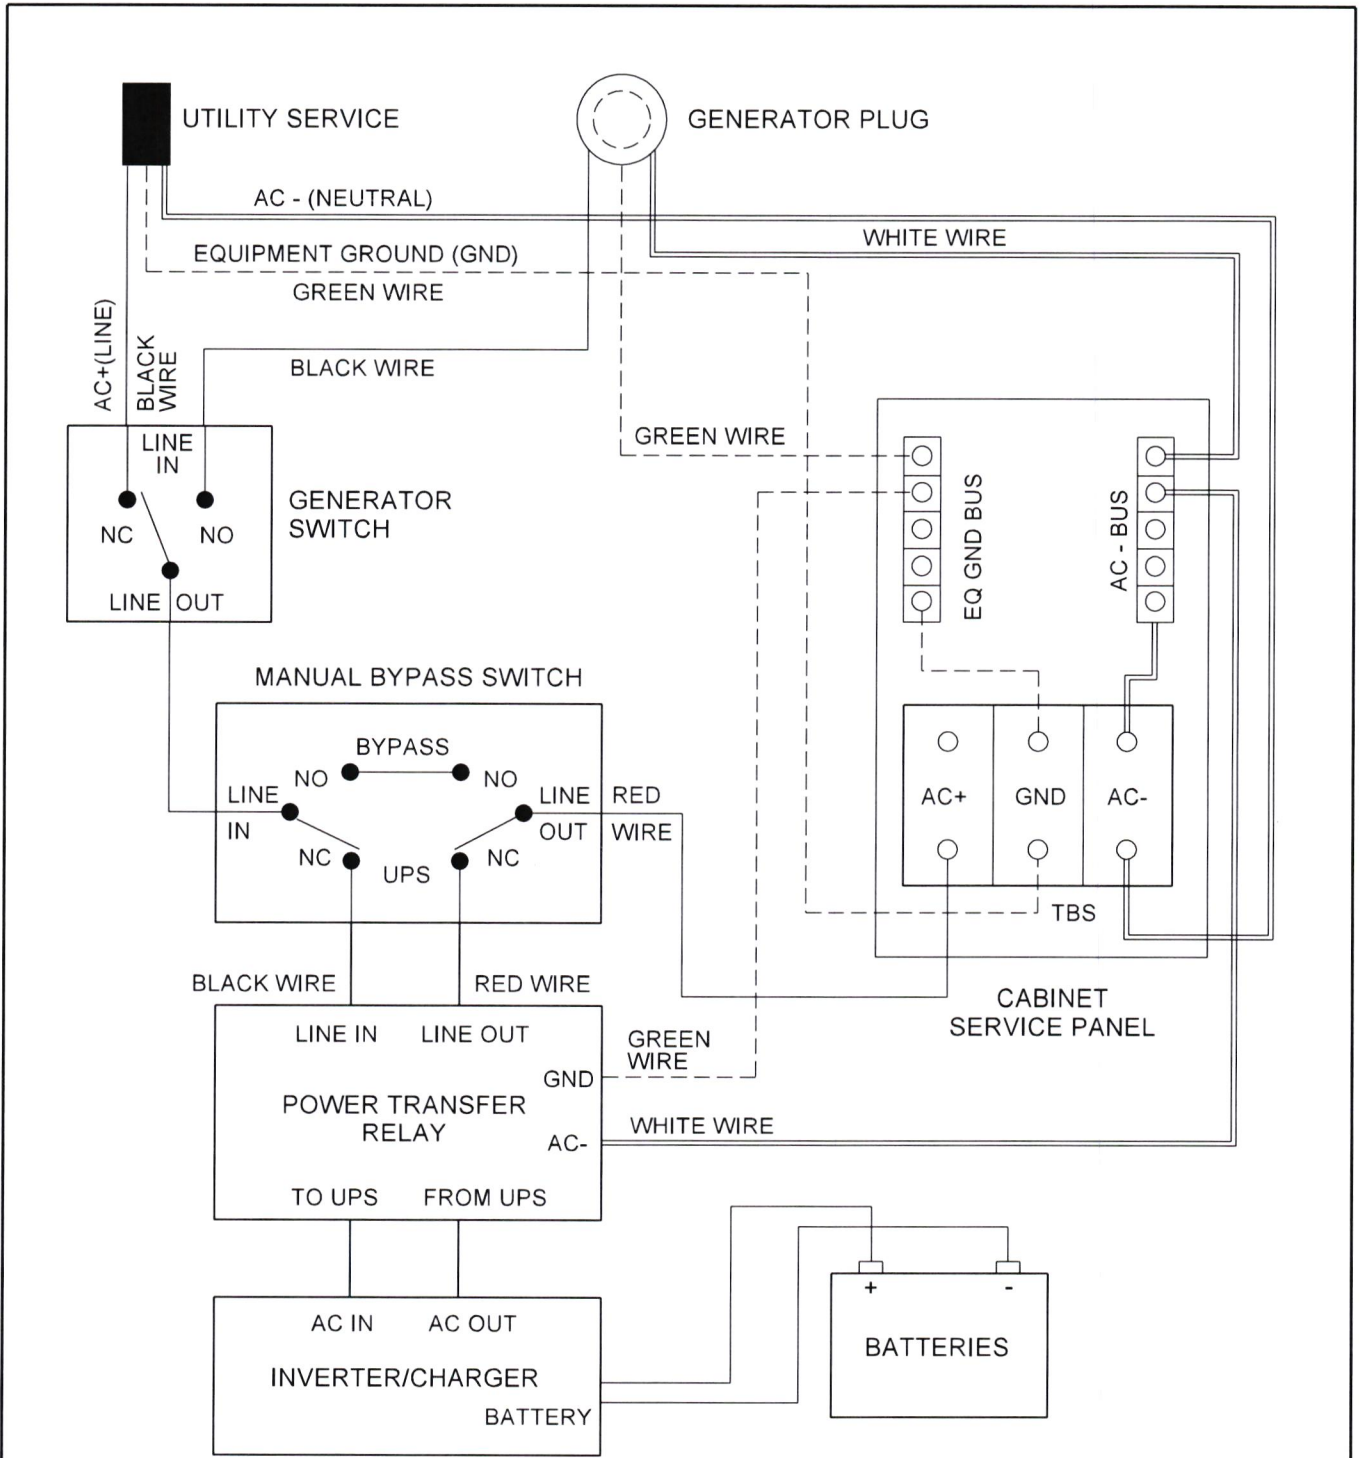 UTILITY SERVICE
GENERATOR PLUG
AC - (NEUTRAL)
WHITE WIRE
EQUIPMENT GROUND (GND)
GREEN WIRE
AC+(LINE)
BLACK
WIRE
BLACK WIRE
GREEN WIRE
LINE
IN
NC
NO
LINE OUT
GENERATOR
SWITCH
EQ GND BUS
AC - BUS
MANUAL BYPASS SWITCH
BYPASS
NO
NO
LINE
IN
LINE
OUT
RED
WIRE
NC
UPS
NC
AC+
GND
AC-
TBS
CABINET
SERVICE PANEL
BLACK WIRE
RED WIRE
LINE IN
LINE OUT
GREEN
WIRE
GND
POWER TRANSFER
RELAY
WHITE WIRE
AC-
TO UPS
FROM UPS
AC IN
AC OUT
INVERTER/CHARGER
BATTERY
+
-
BATTERIES